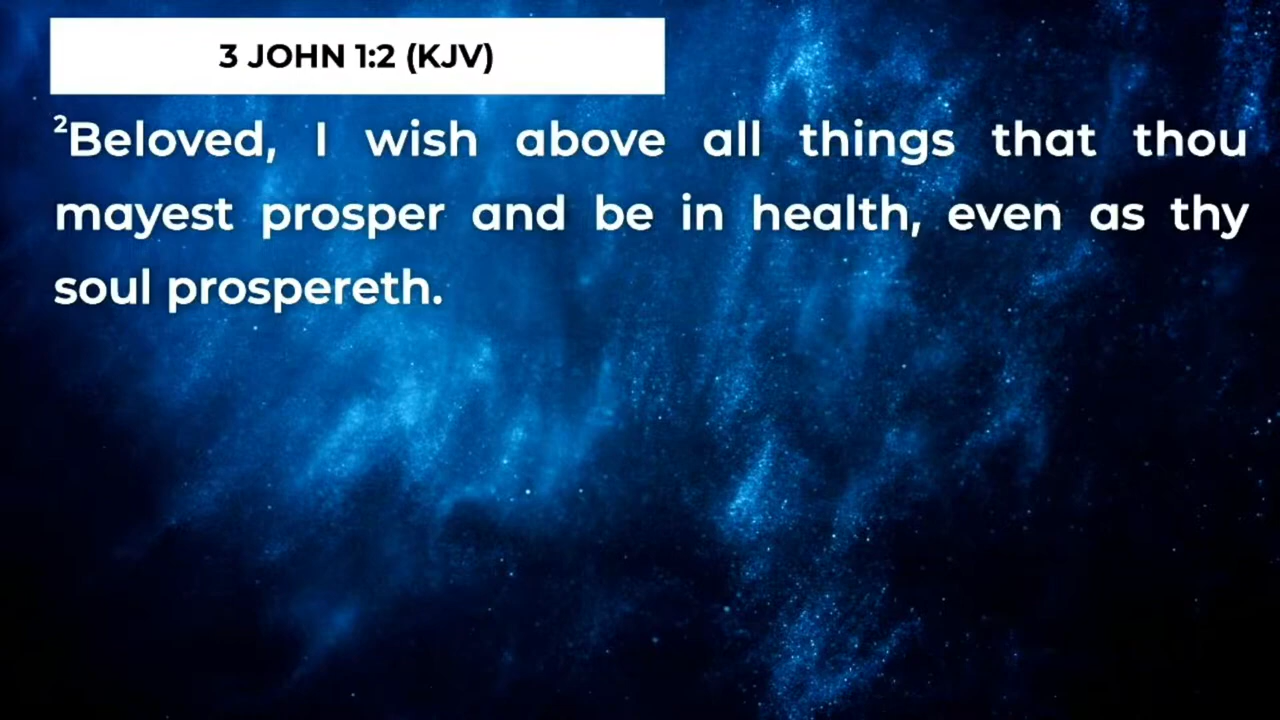 3 JOHN 1:2 (KJV)
²Beloved, I wish above all things that thou
mayest prosper and be in health, even as thy
soul prospereth.